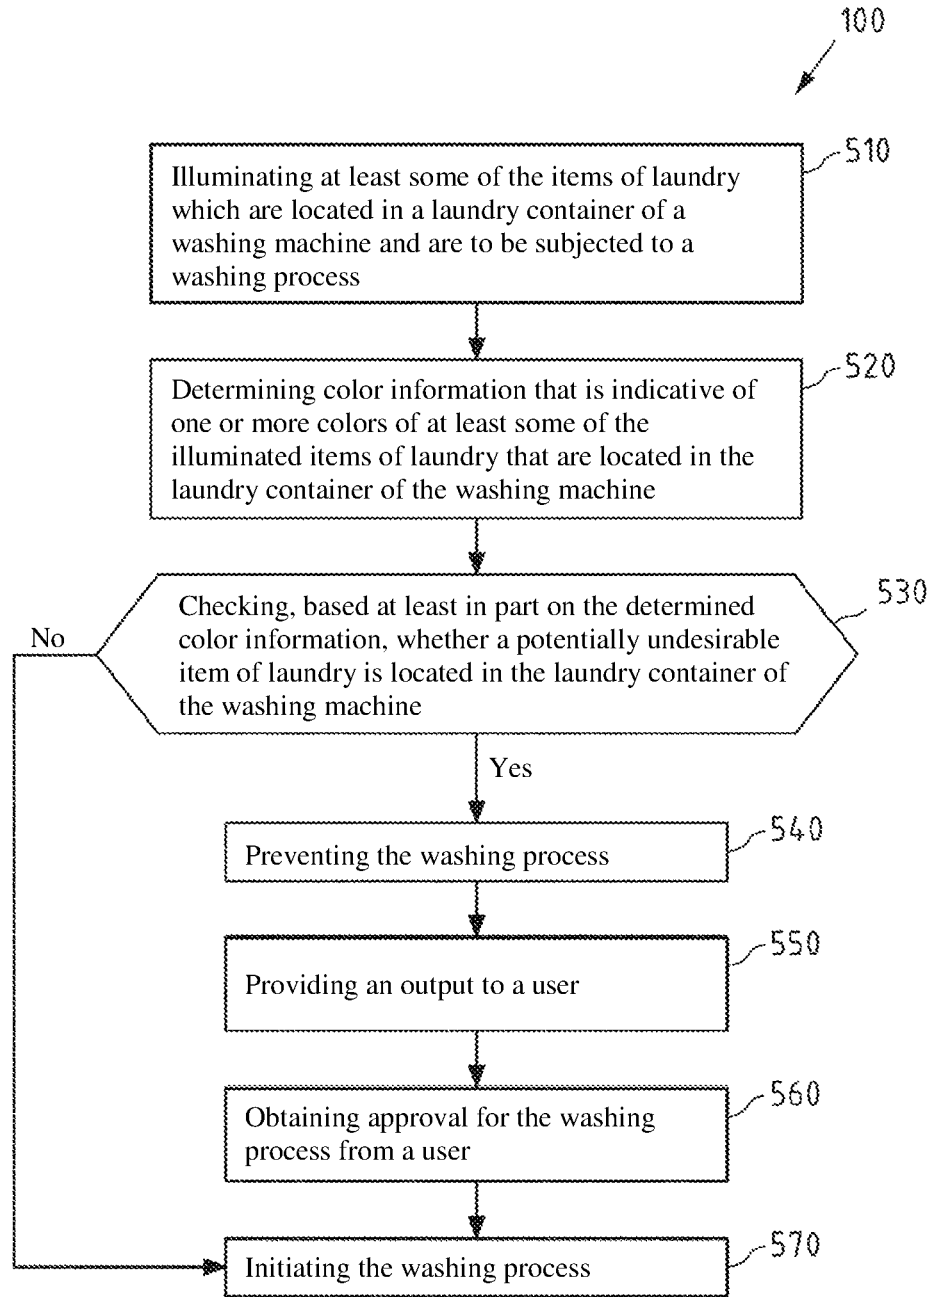 100
510
Illuminating at least some of the items of laundry
which are located in a laundry container of a
washing machine and are to be subjected to a
washing process
520
Determining color information that is indicative of
one or more colors of at least some of the
illuminated items of laundry that are located in the
laundry container of the washing machine
530
Checking, based at least in part on the determined
color information, whether a potentially undesirable
item of laundry is located in the laundry container of
the washing machine
No
Yes
540
Preventing the washing process
550
Providing an output to a user
560
Obtaining approval for the washing
process from a user
570
Initiating the washing process